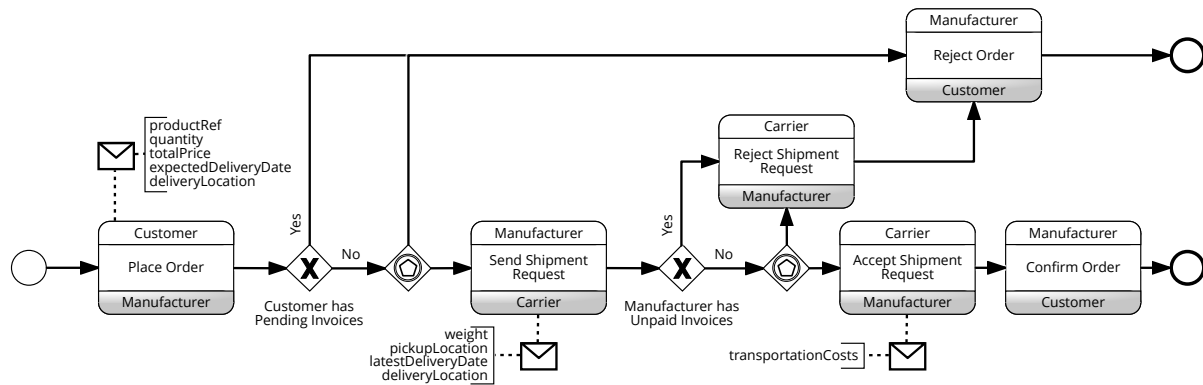 Manufacturer
Reject Order
Customer
Carrier
Reject Shipment
Request
Manufacturer
productRef
quantity
totalPrice
expectedDeliveryDate
deliveryLocation
Customer
Place Order
Manufacturer
Yes
X
No
Customer has
Pending Invoices
Manufacturer
Send Shipment
Request
Carrier
weight
pickupLocation
latestDeliveryDate
deliveryLocation
Yes
X
No
Manufacturer has
Unpaid Invoices
Carrier
Accept Shipment
Request
Manufacturer
transportationCosts
Manufacturer
Confirm Order
Customer